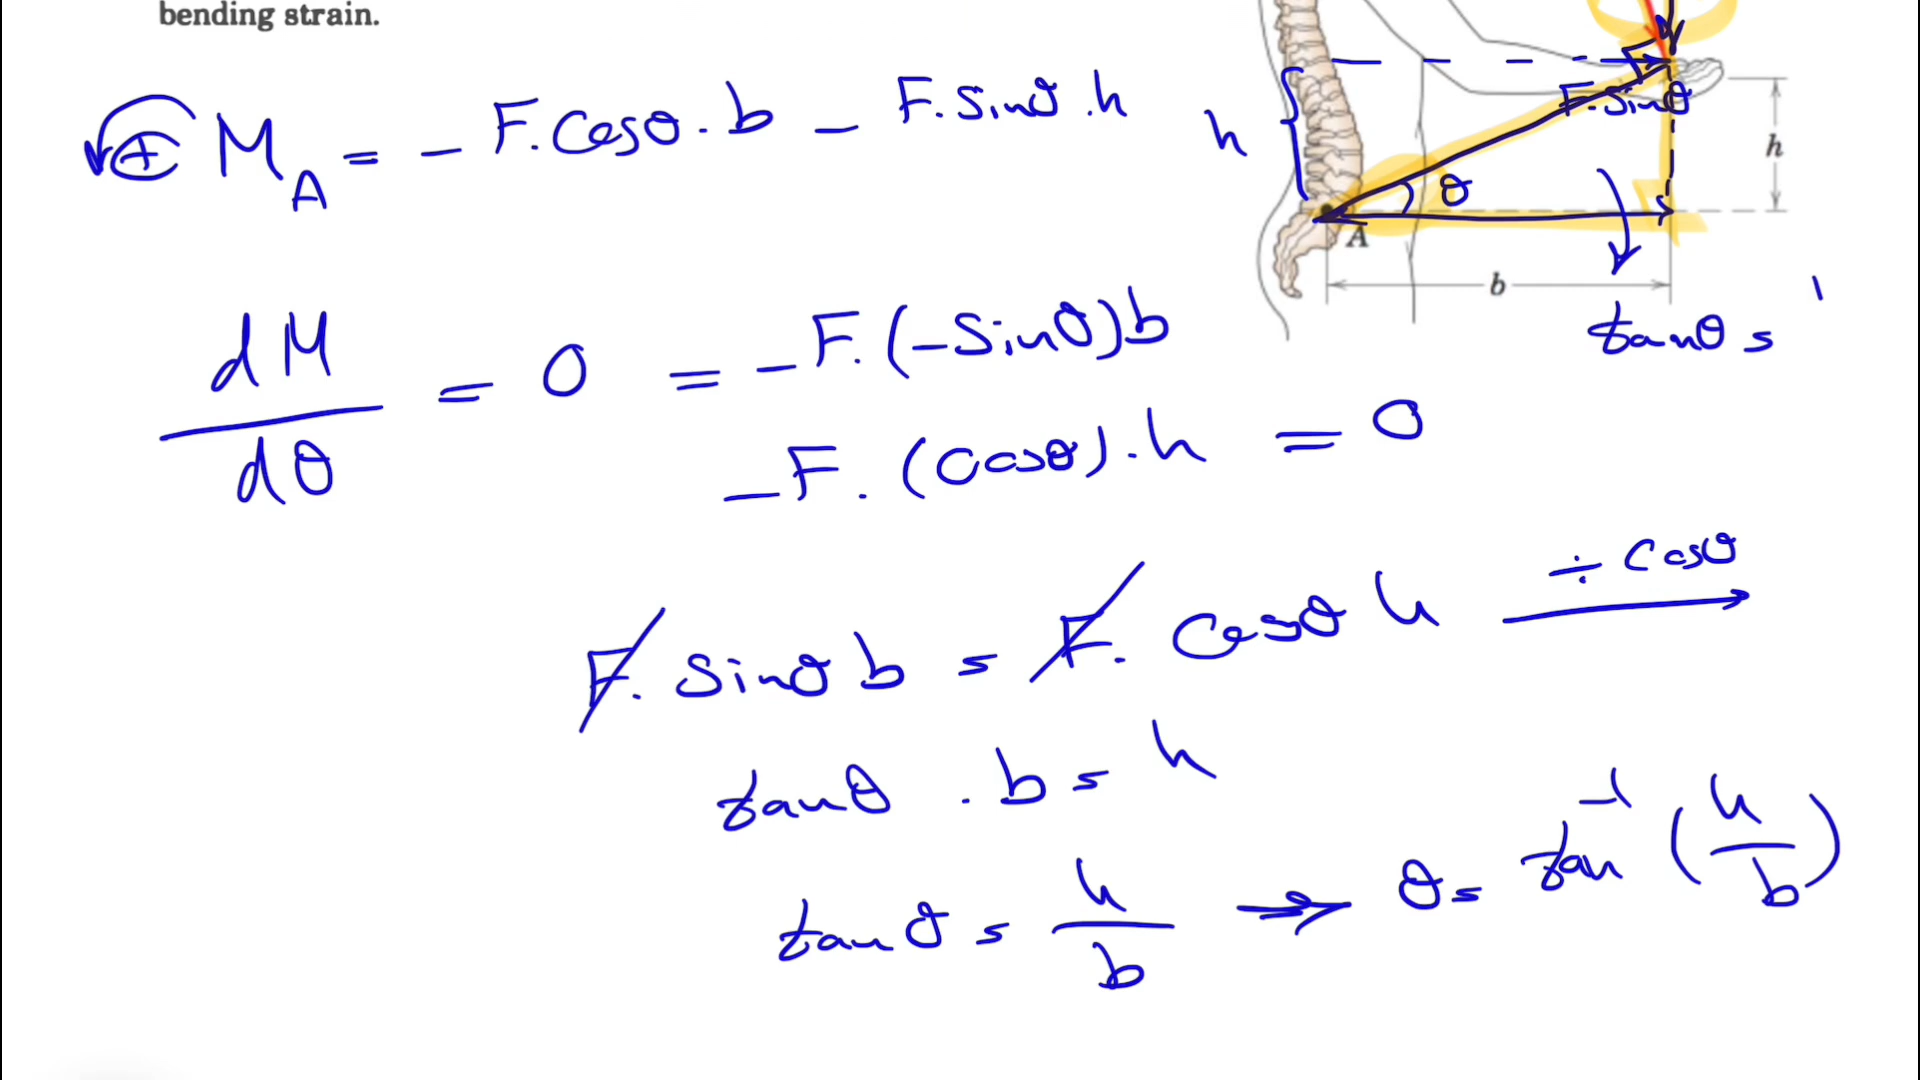 bending strain.
M_A = - F.Cosθ.b - F.Sinθ.h
+
h
F.Sinθ
h
θ
A
b
tanθ =
dM/dθ = 0 = -F.(-Sinθ)b
-F.(cosθ).h = 0
F.Sinθ b = F.Cosθ h ÷ Cosθ →
tanθ . b = h
tanθ = h/b → θ = tan⁻¹(h/b)